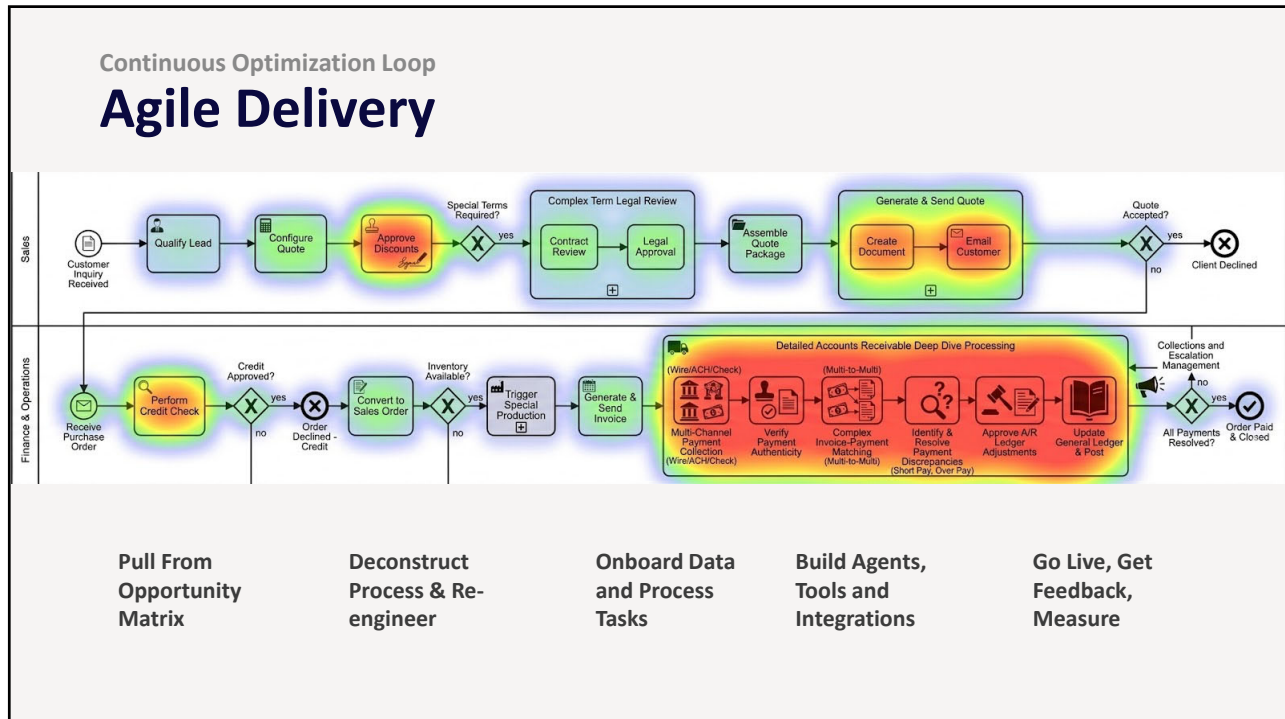 Continuous Optimization Loop
Agile Delivery
Sales
Customer
Inquiry
Received
Qualify Lead
Configure
Quote
Approve
Discounts
Special Terms
Required?
yes
Complex Term Legal Review
Contract
Review
Legal
Approval
Assemble
Quote
Package
Generate & Send Quote
Create
Document
Email
Customer
Quote
Accepted?
yes
no
Client Declined
Finance & Operations
Receive
Purchase
Order
Perform
Credit Check
Credit
Approved?
yes
no
Order
Declined -
Credit
Convert to
Sales Order
Inventory
Available?
yes
no
Trigger
Special
Production
Generate &
Send
Invoice
Detailed Accounts Receivable Deep Dive Processing
(Wire/ACH/Check)
Multi-Channel
Payment
Collection
(Wire/ACH/Check)
Verify
Payment
Authenticity
(Multi-to-Multi)
Complex
Invoice-Payment
Matching
(Multi-to-Multi)
Identify &
Resolve
Payment
Discrepancies
(Short Pay, Over Pay)
Approve A/R
Ledger
Adjustments
Update
General Ledger
& Post
Collections and
Escalation
Management
no
yes
All Payments
Resolved?
Order Paid
& Closed
Pull From
Opportunity
Matrix
Deconstruct
Process & Re-
engineer
Onboard Data
and Process
Tasks
Build Agents,
Tools and
Integrations
Go Live, Get
Feedback,
Measure